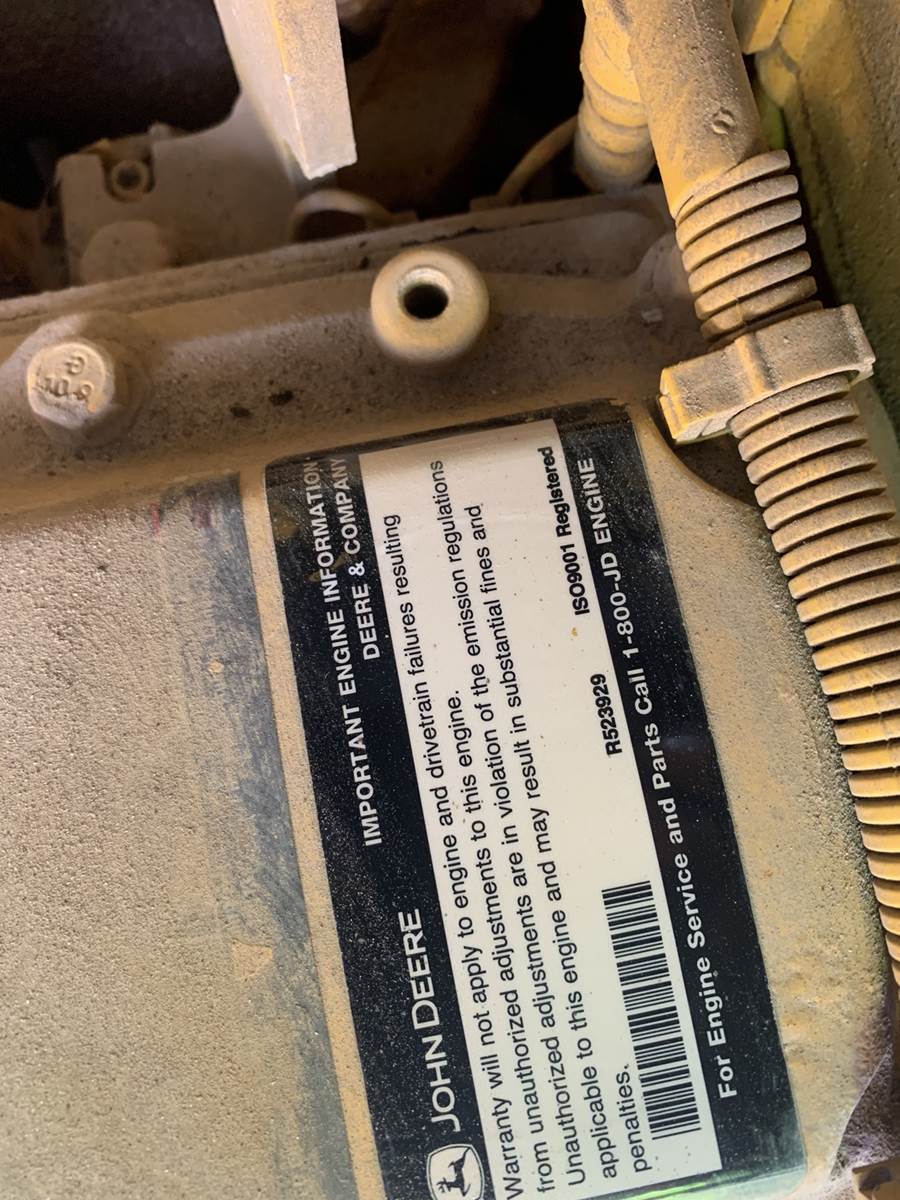 IMPORTANT ENGINE INFORMATION
JOHN DEERE
DEERE & COMPANY
Warranty will not apply to engine and drivetrain failures resulting
from unauthorized adjustments to this engine.
Unauthorized adjustments are in violation of the emission regulations
applicable to this engine and may result in substantial fines and
penalties.
R523929
ISO9001 Registered
For Engine Service and Parts Call 1-800-JD ENGINE